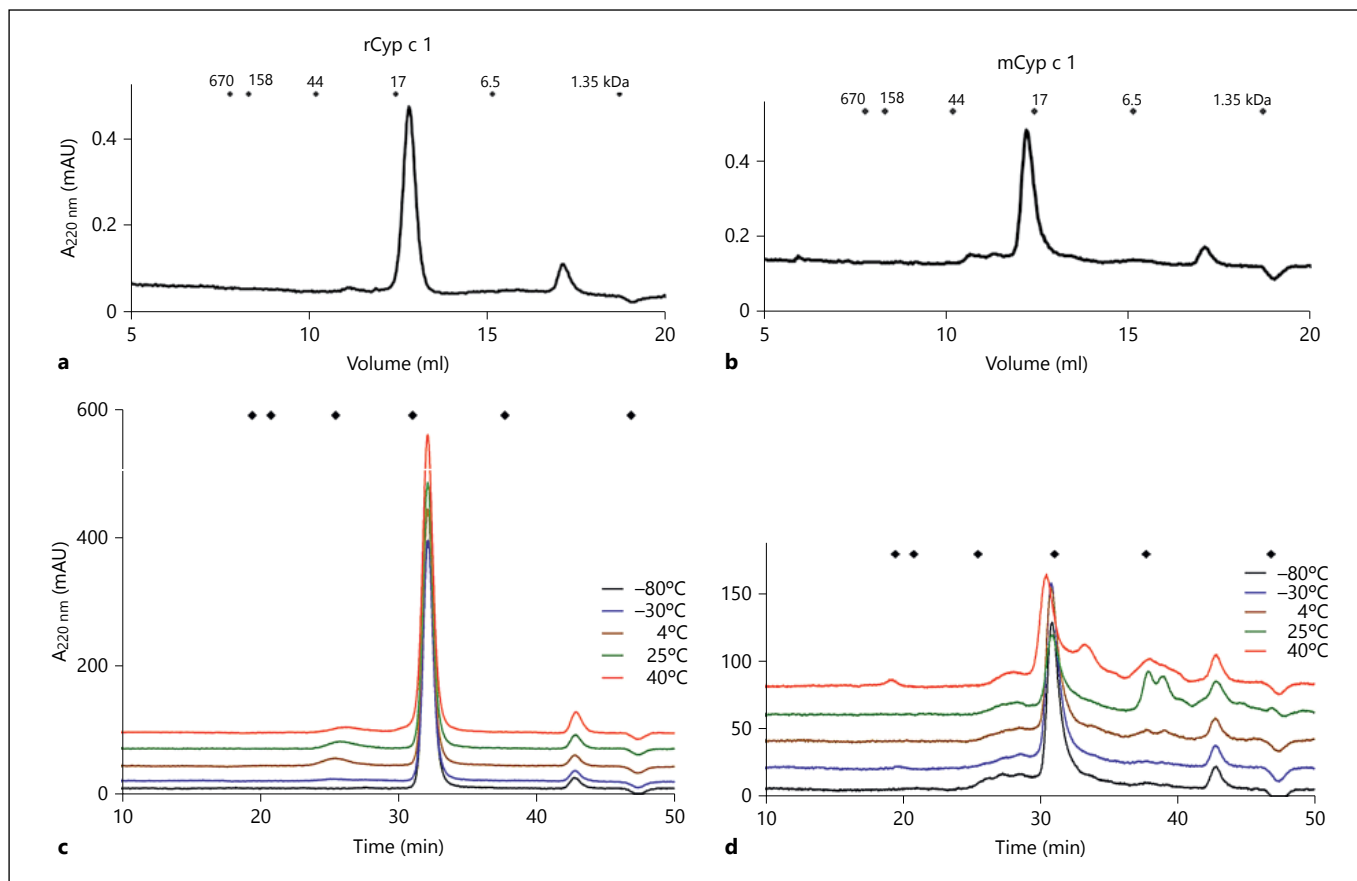 rCyp c 1
670 158 44 17 6.5 1.35 kDa
0.4
0.2
0
A220 nm (mAU)
5 10 15 20
Volume (ml)
a
mCyp c 1
670 158 44 17 6.5 1.35 kDa
0.4
0.2
0
5 10 15 20
Volume (ml)
b
600
400
200
0
A220 nm (mAU)
–80ºC
–30ºC
4ºC
25ºC
40ºC
10 20 30 40 50
Time (min)
c
150
100
50
0
–80ºC
–30ºC
4ºC
25ºC
40ºC
10 20 30 40 50
Time (min)
d